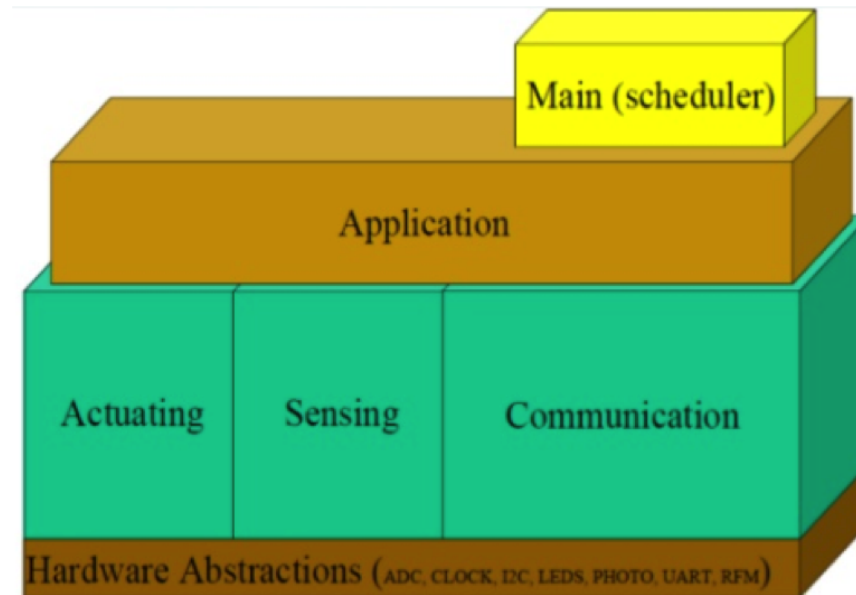 Main (scheduler)
Application
Actuating
Sensing
Communication
Hardware Abstractions (ADC, CLOCK, I2C, LEDS, PHOTO, UART, RFM)